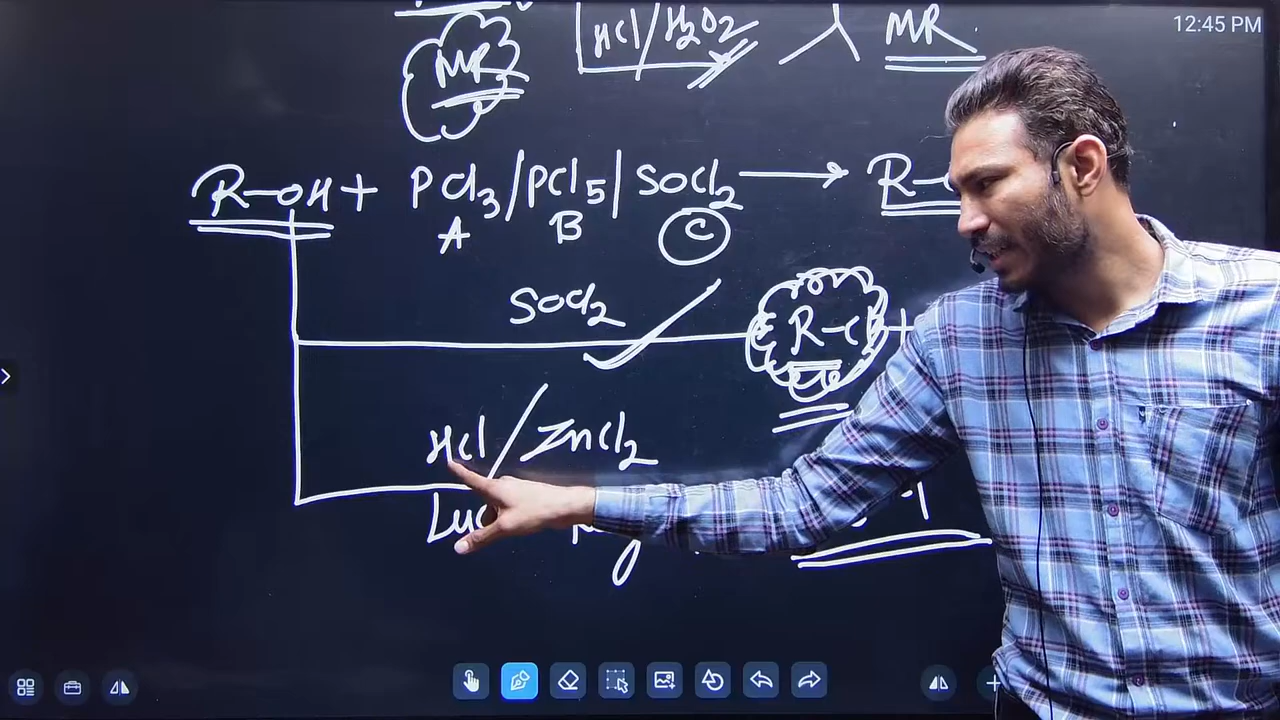 12:45 PM
HCl/H2O2
MR
MR
R-OH + PCl3/PCl5/SOCl2 → R-
A B C
SOCl2
R-Cl +
HCl/ZnCl2